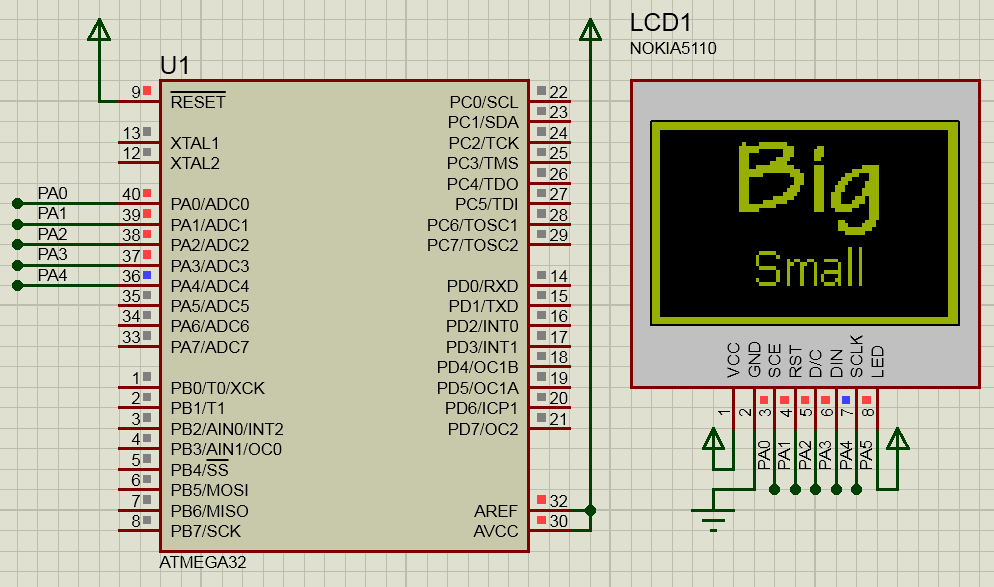 U1
9
RESET
13
XTAL1
12
XTAL2
PA0
40
PA0/ADC0
PA1
39
PA1/ADC1
PA2
38
PA2/ADC2
PA3
37
PA3/ADC3
PA4
36
PA4/ADC4
35
PA5/ADC5
34
PA6/ADC6
33
PA7/ADC7
1
PB0/T0/XCK
2
PB1/T1
3
PB2/AIN0/INT2
4
PB3/AIN1/OC0
5
PB4/SS
6
PB5/MOSI
7
PB6/MISO
8
PB7/SCK
22
PC0/SCL
23
PC1/SDA
24
PC2/TCK
25
PC3/TMS
26
PC4/TDO
27
PC5/TDI
28
PC6/TOSC1
29
PC7/TOSC2
14
PD0/RXD
15
PD1/TXD
16
PD2/INT0
17
PD3/INT1
18
PD4/OC1B
19
PD5/OC1A
20
PD6/ICP1
21
PD7/OC2
32
AREF
30
AVCC
ATMEGA32
LCD1
NOKIA5110
Big
Small
VCC
GND
SCE
RST
D/C
DIN
SCLK
LED
1
2
3
4
5
6
7
8
PA0
PA1
PA2
PA3
PA4
PA5